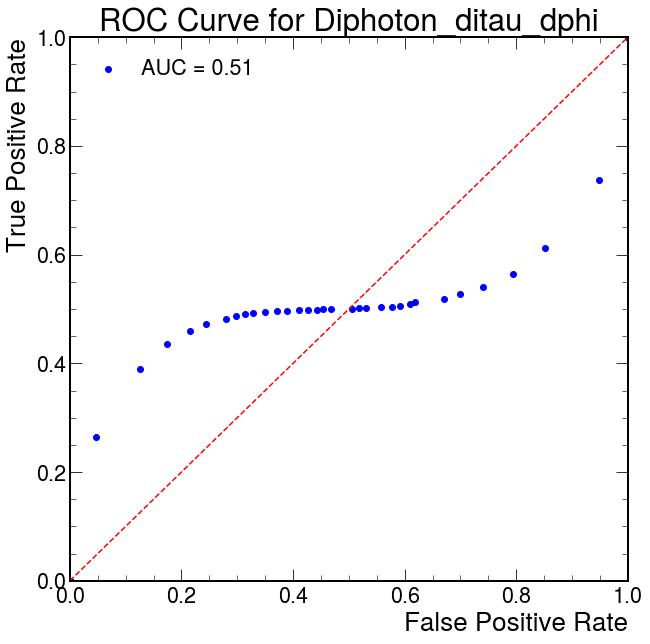 ROC Curve for Diphoton_ditau_dphi
AUC = 0.51
True Positive Rate
1.0
0.8
0.6
0.4
0.2
0.0
0.0 0.2 0.4 0.6 0.8 1.0
False Positive Rate